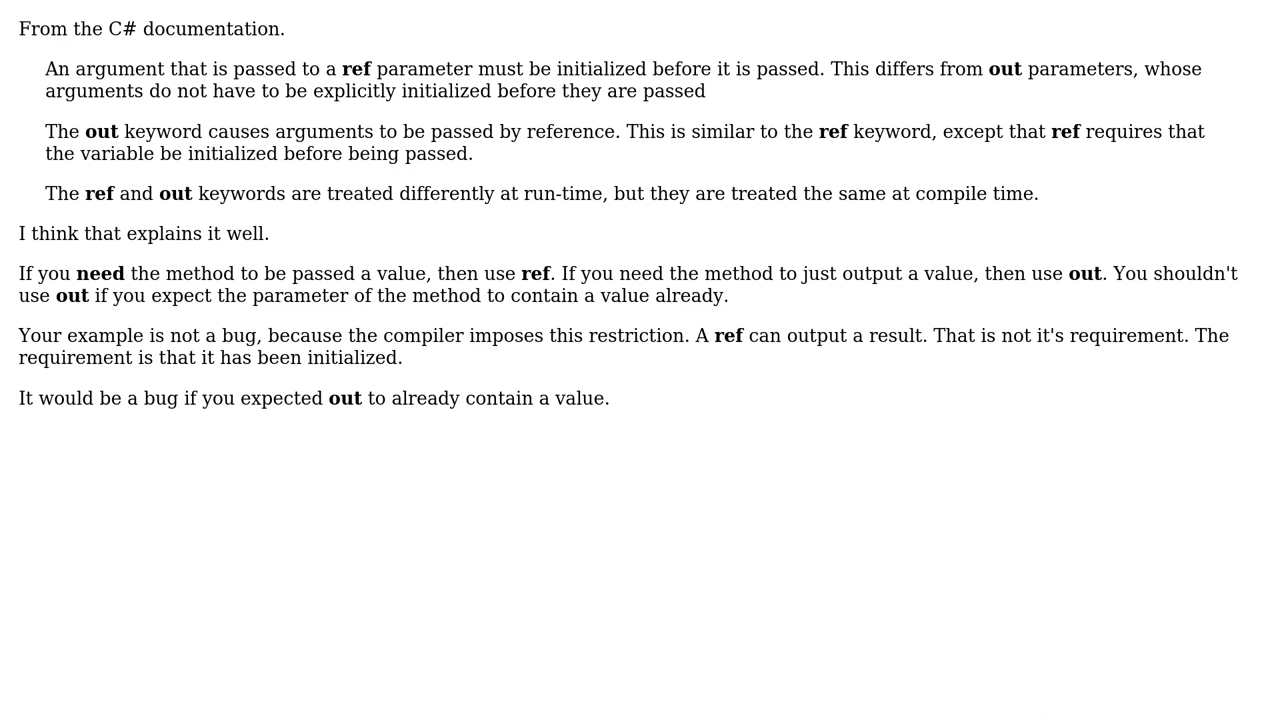 From the C# documentation.
An argument that is passed to a ref parameter must be initialized before it is passed. This differs from out parameters, whose
arguments do not have to be explicitly initialized before they are passed
The out keyword causes arguments to be passed by reference. This is similar to the ref keyword, except that ref requires that
the variable be initialized before being passed.
The ref and out keywords are treated differently at run-time, but they are treated the same at compile time.
I think that explains it well.
If you need the method to be passed a value, then use ref. If you need the method to just output a value, then use out. You shouldn't
use out if you expect the parameter of the method to contain a value already.
Your example is not a bug, because the compiler imposes this restriction. A ref can output a result. That is not it's requirement. The
requirement is that it has been initialized.
It would be a bug if you expected out to already contain a value.